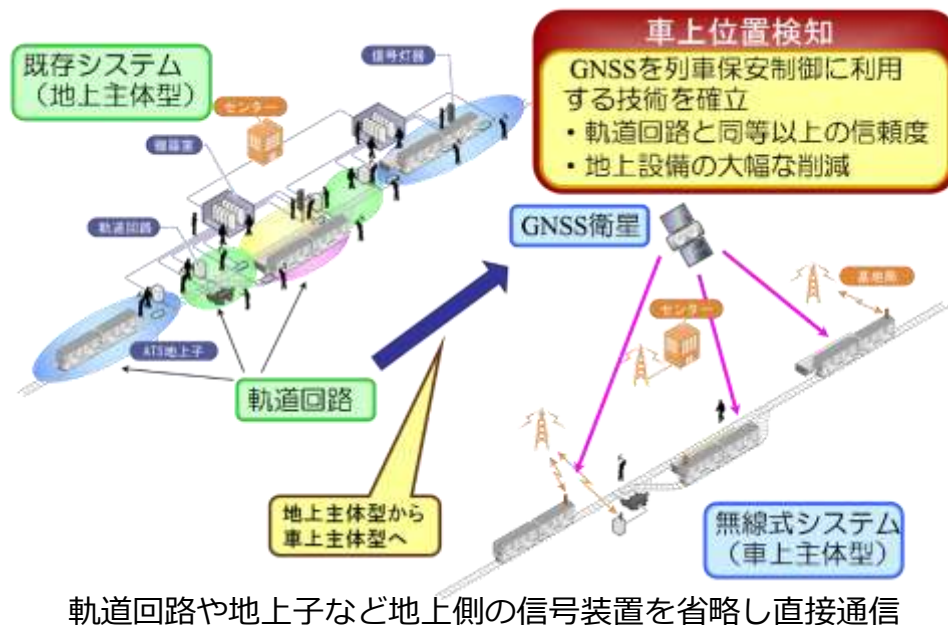 車上位置検知
GNSSを列車保安制御に利用
する技術を確立
・軌道回路と同等以上の信頼度
・地上設備の大幅な削減
既存システム
（地上主体型）
信号灯器
センター
機器室
軌道回路
ATS地上子
軌道回路
GNSS衛星
基地局
センター
地上主体型から
車上主体型へ
無線式システム
（車上主体型）
軌道回路や地上子など地上側の信号装置を省略し直接通信